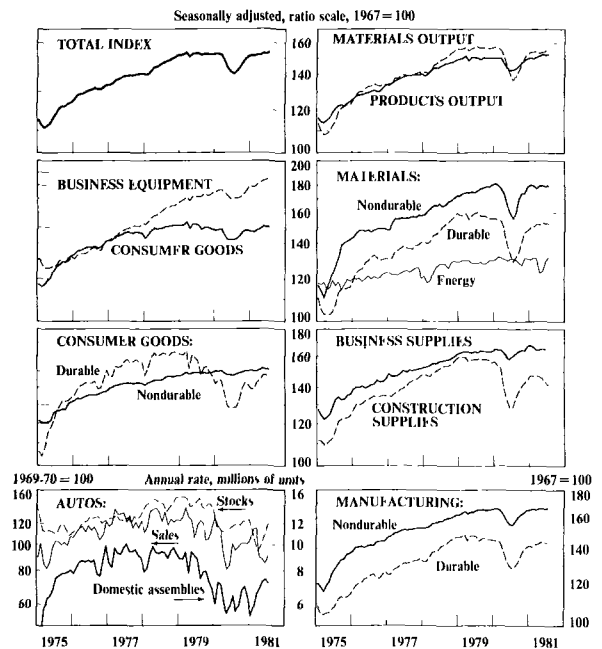 Seasonally adjusted, ratio scale, 1967 = 100
TOTAL INDEX
160
140
120
100
MATERIALS OUTPUT
PRODUCTS OUTPUT
BUSINESS EQUIPMENT
CONSUMER GOODS
200
180
160
140
120
100
MATERIALS:
Nondurable
Durable
Energy
CONSUMER GOODS:
Durable
Nondurable
180
160
140
120
100
BUSINESS SUPPLIES
CONSTRUCTION
SUPPLIES
1969-70 = 100
Annual rate, millions of units
1967 = 100
160
120
100
80
60
AUTOS:
Stocks
Sales
Domestic assemblies
16
12
10
8
6
MANUFACTURING:
Nondurable
Durable
180
160
140
120
100
1975 1977 1979 1981
1975 1977 1979 1981